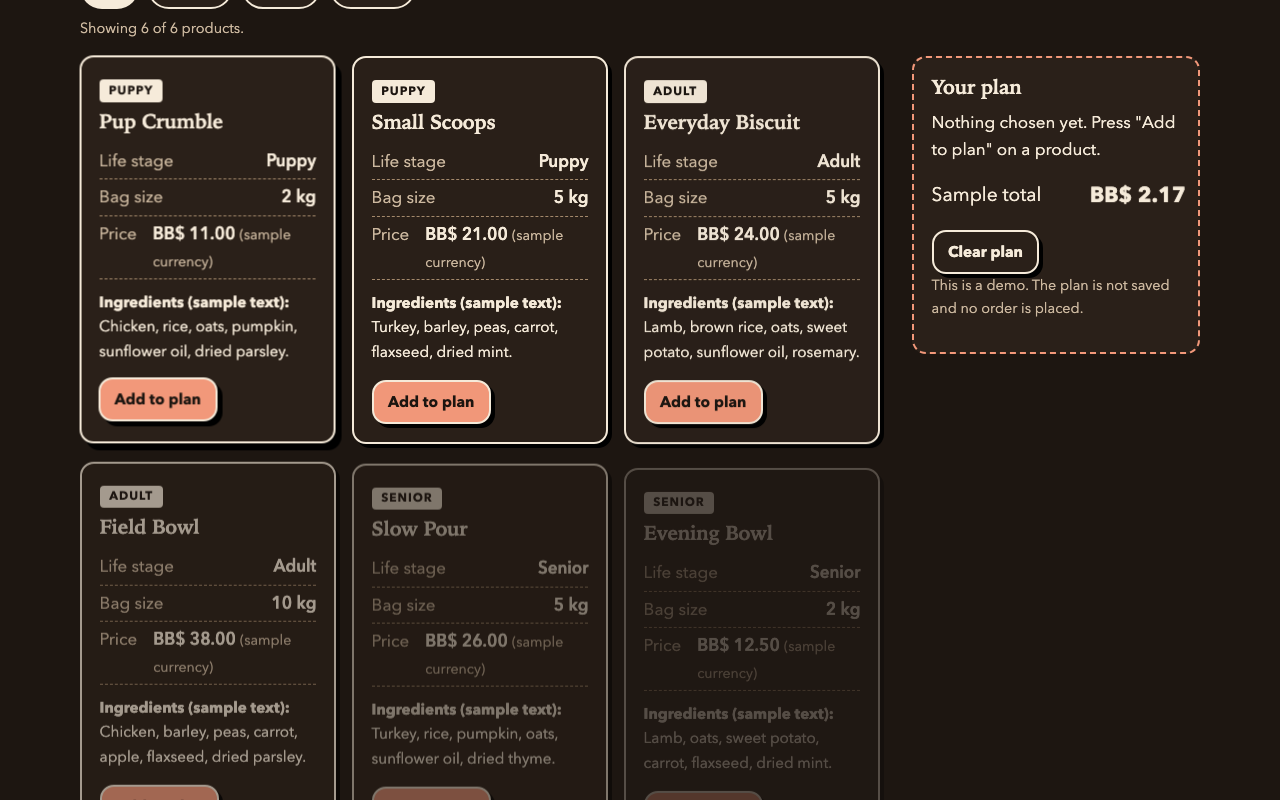 Showing 6 of 6 products.
PUPPY
Pup Crumble
Life stage Puppy
Bag size 2 kg
Price BB$ 11.00 (sample
currency)
Ingredients (sample text):
Chicken, rice, oats, pumpkin,
sunflower oil, dried parsley.
Add to plan
PUPPY
Small Scoops
Life stage Puppy
Bag size 5 kg
Price BB$ 21.00 (sample
currency)
Ingredients (sample text):
Turkey, barley, peas, carrot,
flaxseed, dried mint.
Add to plan
ADULT
Everyday Biscuit
Life stage Adult
Bag size 5 kg
Price BB$ 24.00 (sample
currency)
Ingredients (sample text):
Lamb, brown rice, oats, sweet
potato, sunflower oil, rosemary.
Add to plan
Your plan
Nothing chosen yet. Press "Add
to plan" on a product.
Sample total BB$ 2.17
Clear plan
This is a demo. The plan is not saved
and no order is placed.
ADULT
Field Bowl
Life stage Adult
Bag size 10 kg
Price BB$ 38.00 (sample
currency)
Ingredients (sample text):
Chicken, barley, peas, carrot,
apple, flaxseed, dried parsley.
SENIOR
Slow Pour
Life stage Senior
Bag size 5 kg
Price BB$ 26.00 (sample
currency)
Ingredients (sample text):
Turkey, rice, pumpkin, oats,
sunflower oil, dried thyme.
SENIOR
Evening Bowl
Life stage Senior
Bag size 2 kg
Price BB$ 12.50 (sample
currency)
Ingredients (sample text):
Lamb, oats, sweet potato,
carrot, flaxseed, dried mint.